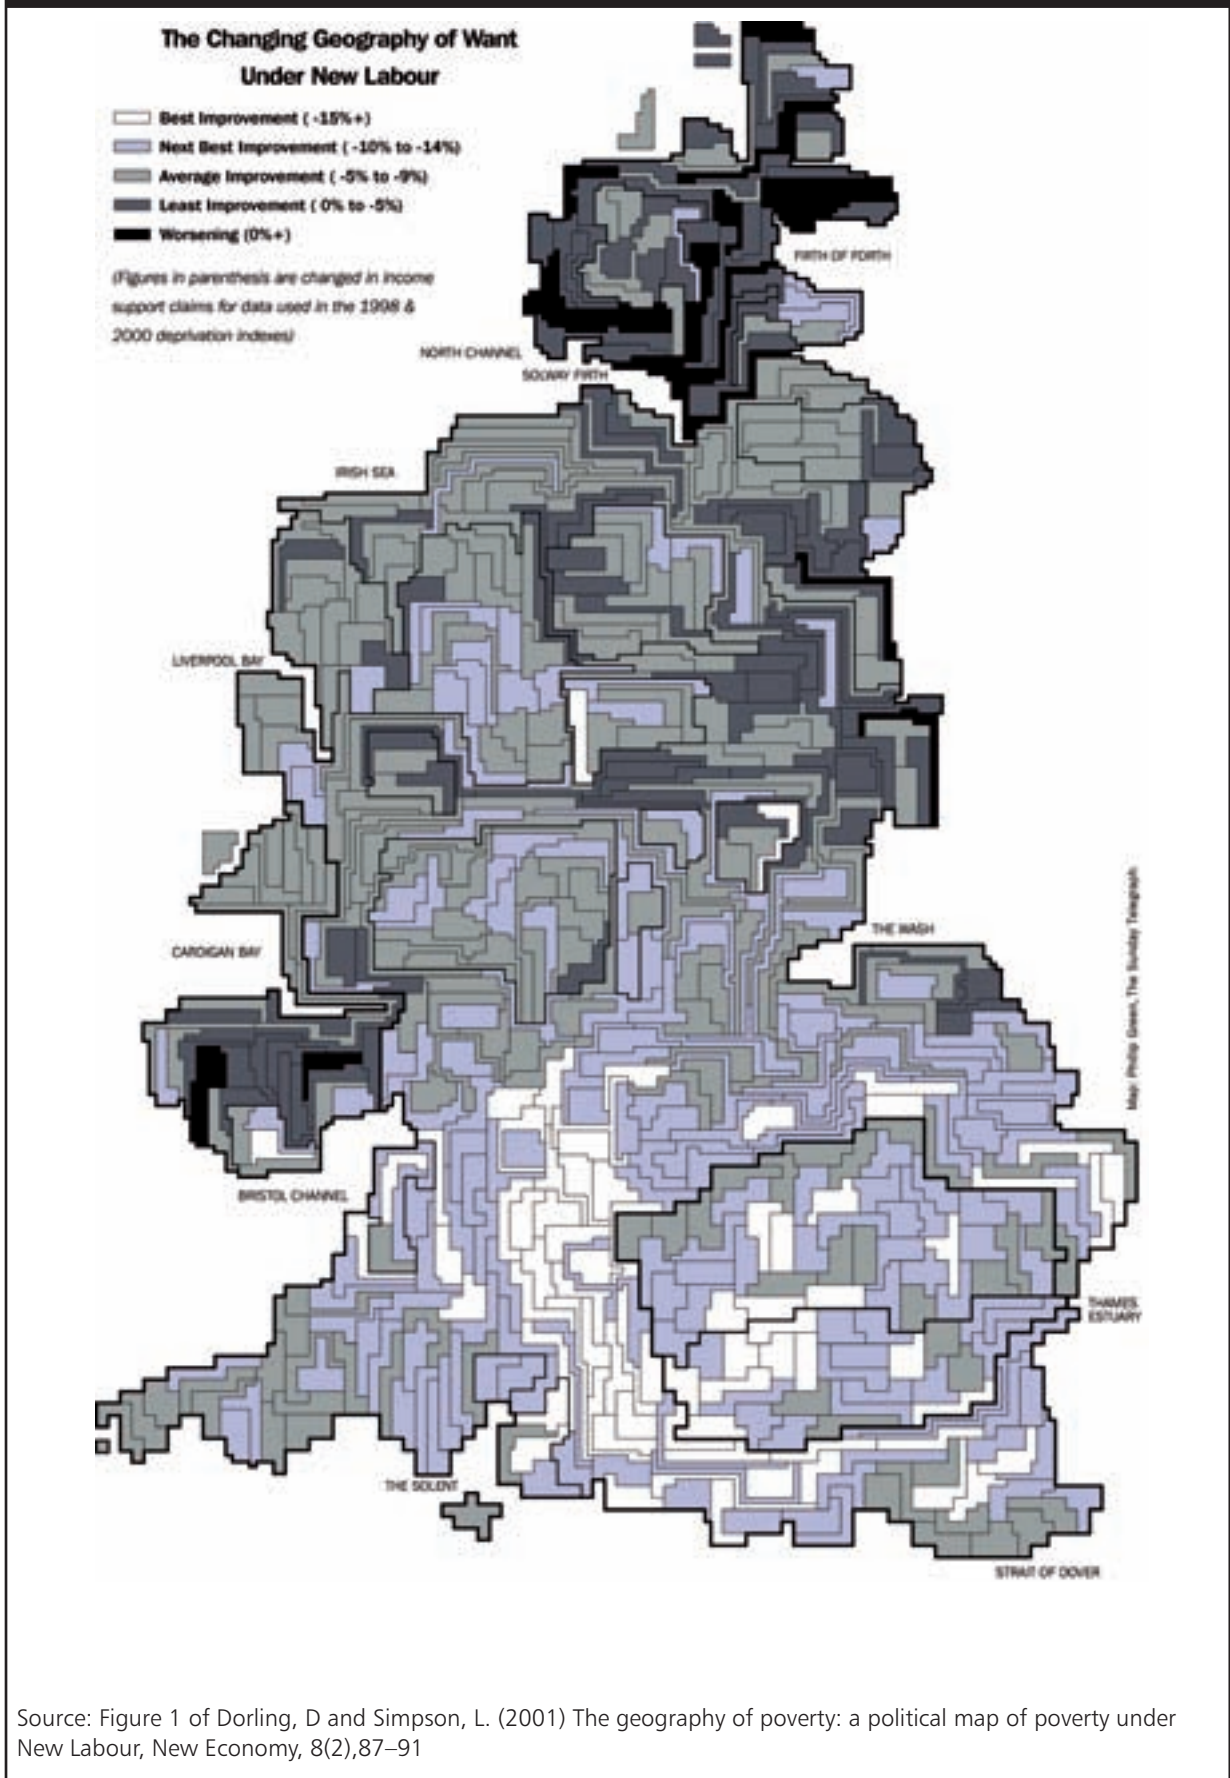 The Changing Geography of Want
Under New Labour
Best Improvement ( -15%+)
Next Best Improvement ( -10% to -14%)
Average Improvement ( -5% to -9%)
Least Improvement ( 0% to -5%)
Worsening (0%+)
(Figures in parenthesis are changed in income
support claims for data used in the 1998 &
2000 deprivation indexes)
FIRTH OF FORTH
NORTH CHANNEL
SOLWAY FIRTH
IRISH SEA
LIVERPOOL BAY
CARDIGAN BAY
THE WASH
Map: Philip Green, The Sunday Telegraph
BRISTOL CHANNEL
THAMES
ESTUARY
THE SOLENT
STRAIT OF DOVER
Source: Figure 1 of Dorling, D and Simpson, L. (2001) The geography of poverty: a political map of poverty under
New Labour, New Economy, 8(2),87–91